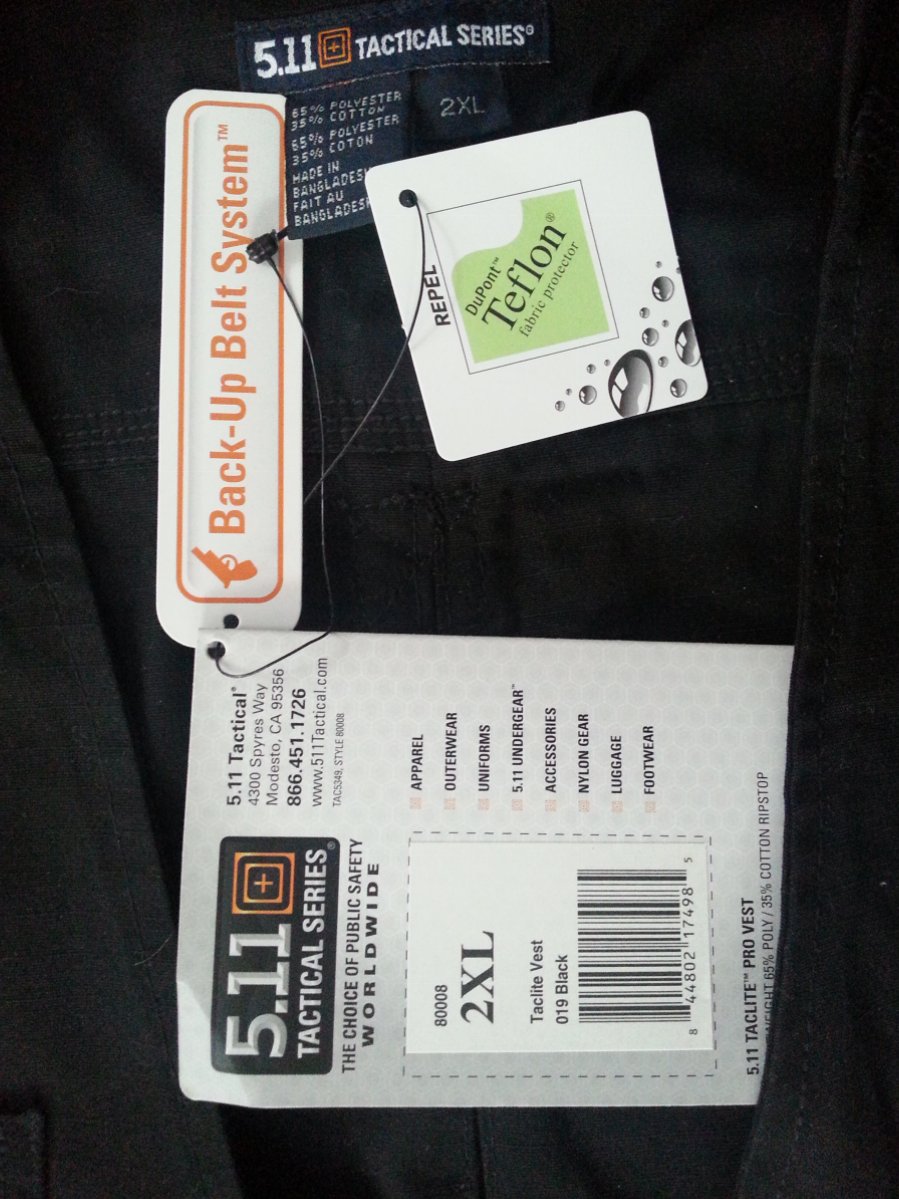 5.11 TACTICAL SERIES®
65% POLYESTER
35% COTTON
65% POLYESTER
35% COTON
MADE IN
BANGLADESH
FAIT AU
BANGLADESH
2XL
Back-Up Belt System™
REPEL
DuPont™
Teflon®
fabric protector
5.11 Tactical®
4300 Spyres Way
Modesto, CA 95356
866.451.1726
www.511Tactical.com
TAC5349, STYLE 80008
5.11
TACTICAL SERIES®
THE CHOICE OF PUBLIC SAFETY
WORLDWIDE
APPAREL
OUTERWEAR
UNIFORMS
5.11 UNDERGEAR™
ACCESSORIES
NYLON GEAR
LUGGAGE
FOOTWEAR
80008
2XL
Taclite Vest
019 Black
8 44802 17498 5
5.11 TACLITE™ PRO VEST
65% POLY / 35% COTTON RIPSTOP